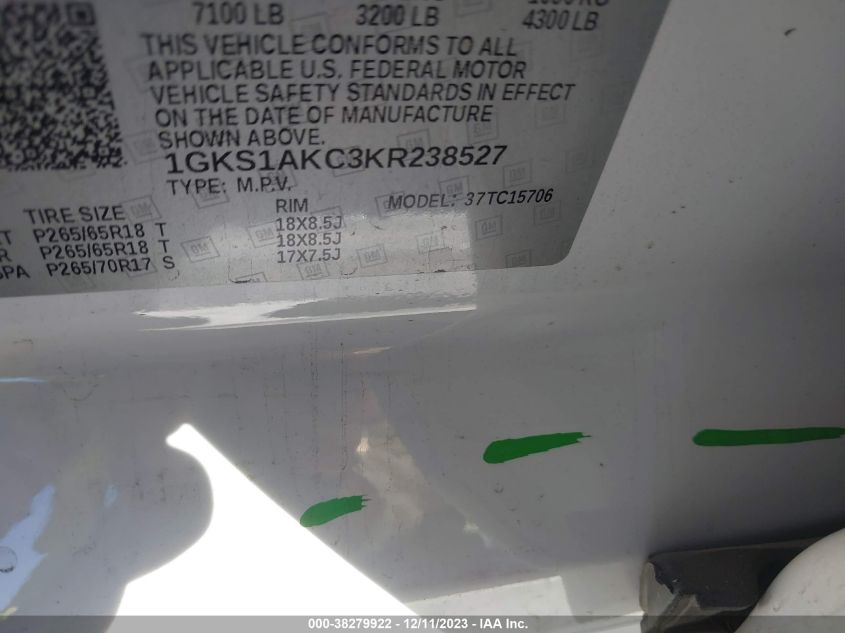 7100 LB 3200 LB 4300 LB
THIS VEHICLE CONFORMS TO ALL
APPLICABLE U.S. FEDERAL MOTOR
VEHICLE SAFETY STANDARDS IN EFFECT
ON THE DATE OF MANUFACTURE
SHOWN ABOVE.
1GKS1AKC3KR238527
TYPE: M.P.V. MODEL: 37TC15706
TIRE SIZE RIM
P265/65R18 T 18X8.5J
P265/65R18 T 18X8.5J
SPA P265/70R17 S 17X7.5J
000-38279922 - 12/11/2023 - IAA Inc.